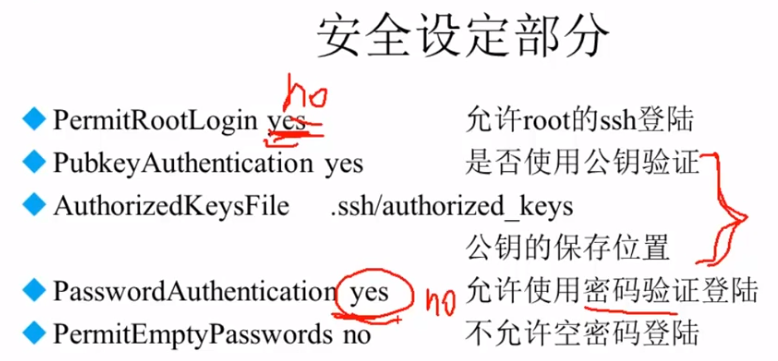 安全设定部分
no
PermitRootLogin yes 允许root的ssh登陆
PubkeyAuthentication yes 是否使用公钥验证
AuthorizedKeysFile .ssh/authorized_keys
公钥的保存位置
PasswordAuthentication yes no 允许使用密码验证登陆
PermitEmptyPasswords no 不允许空密码登陆